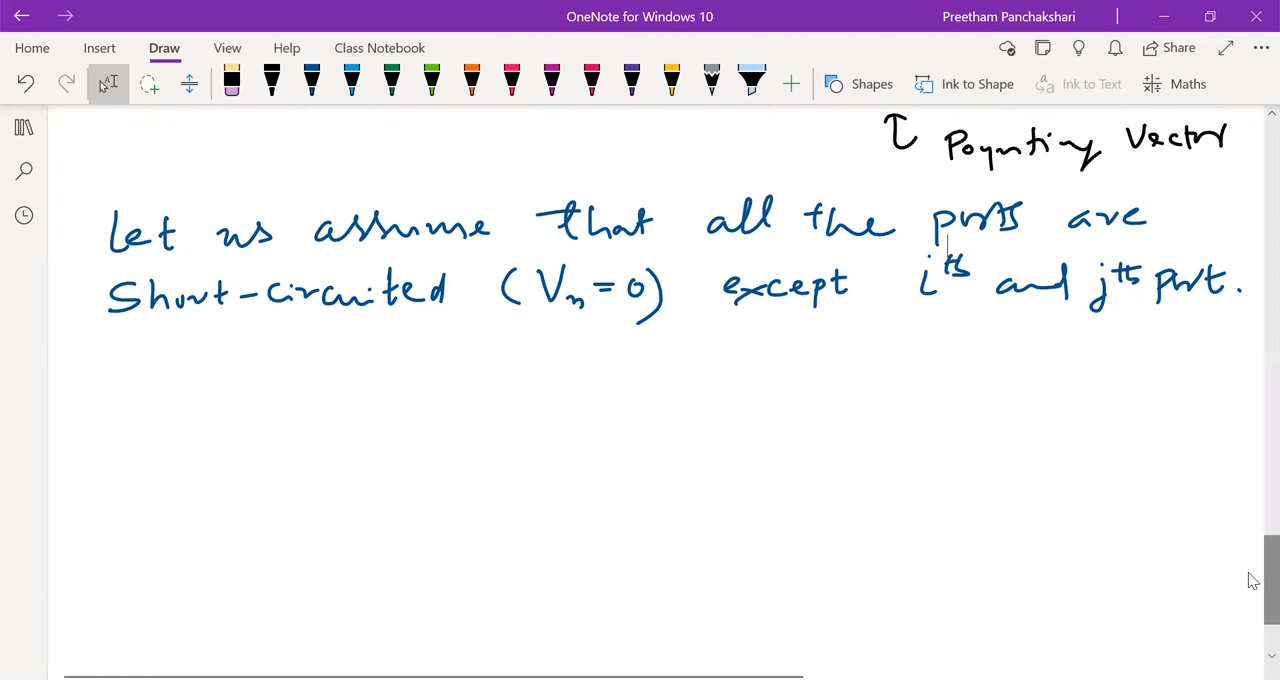 OneNote for Windows 10
Preetham Panchakshari
Home Insert Draw View Help Class Notebook
Share
Shapes Ink to Shape Ink to Text Maths
Poynting Vector
Let us assume that all the ports are
Short-circuited (Vn = 0) except ith and jth port.